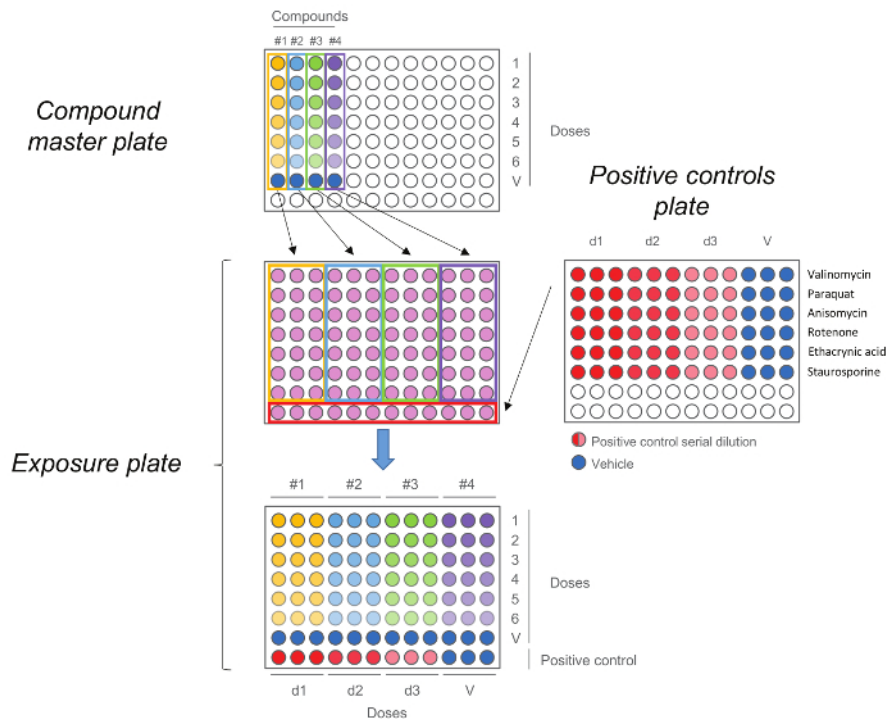 Compounds
#1 #2 #3 #4
Compound
master plate
1
2
3
4
5
6
V
Doses
Positive controls
plate
d1 d2 d3 V
Valinomycin
Paraquat
Anisomycin
Rotenone
Ethacrynic acid
Staurosporine
Positive control serial dilution
Vehicle
Exposure plate
#1 #2 #3 #4
1
2
3
4
5
6
V
Doses
Positive control
d1 d2 d3 V
Doses